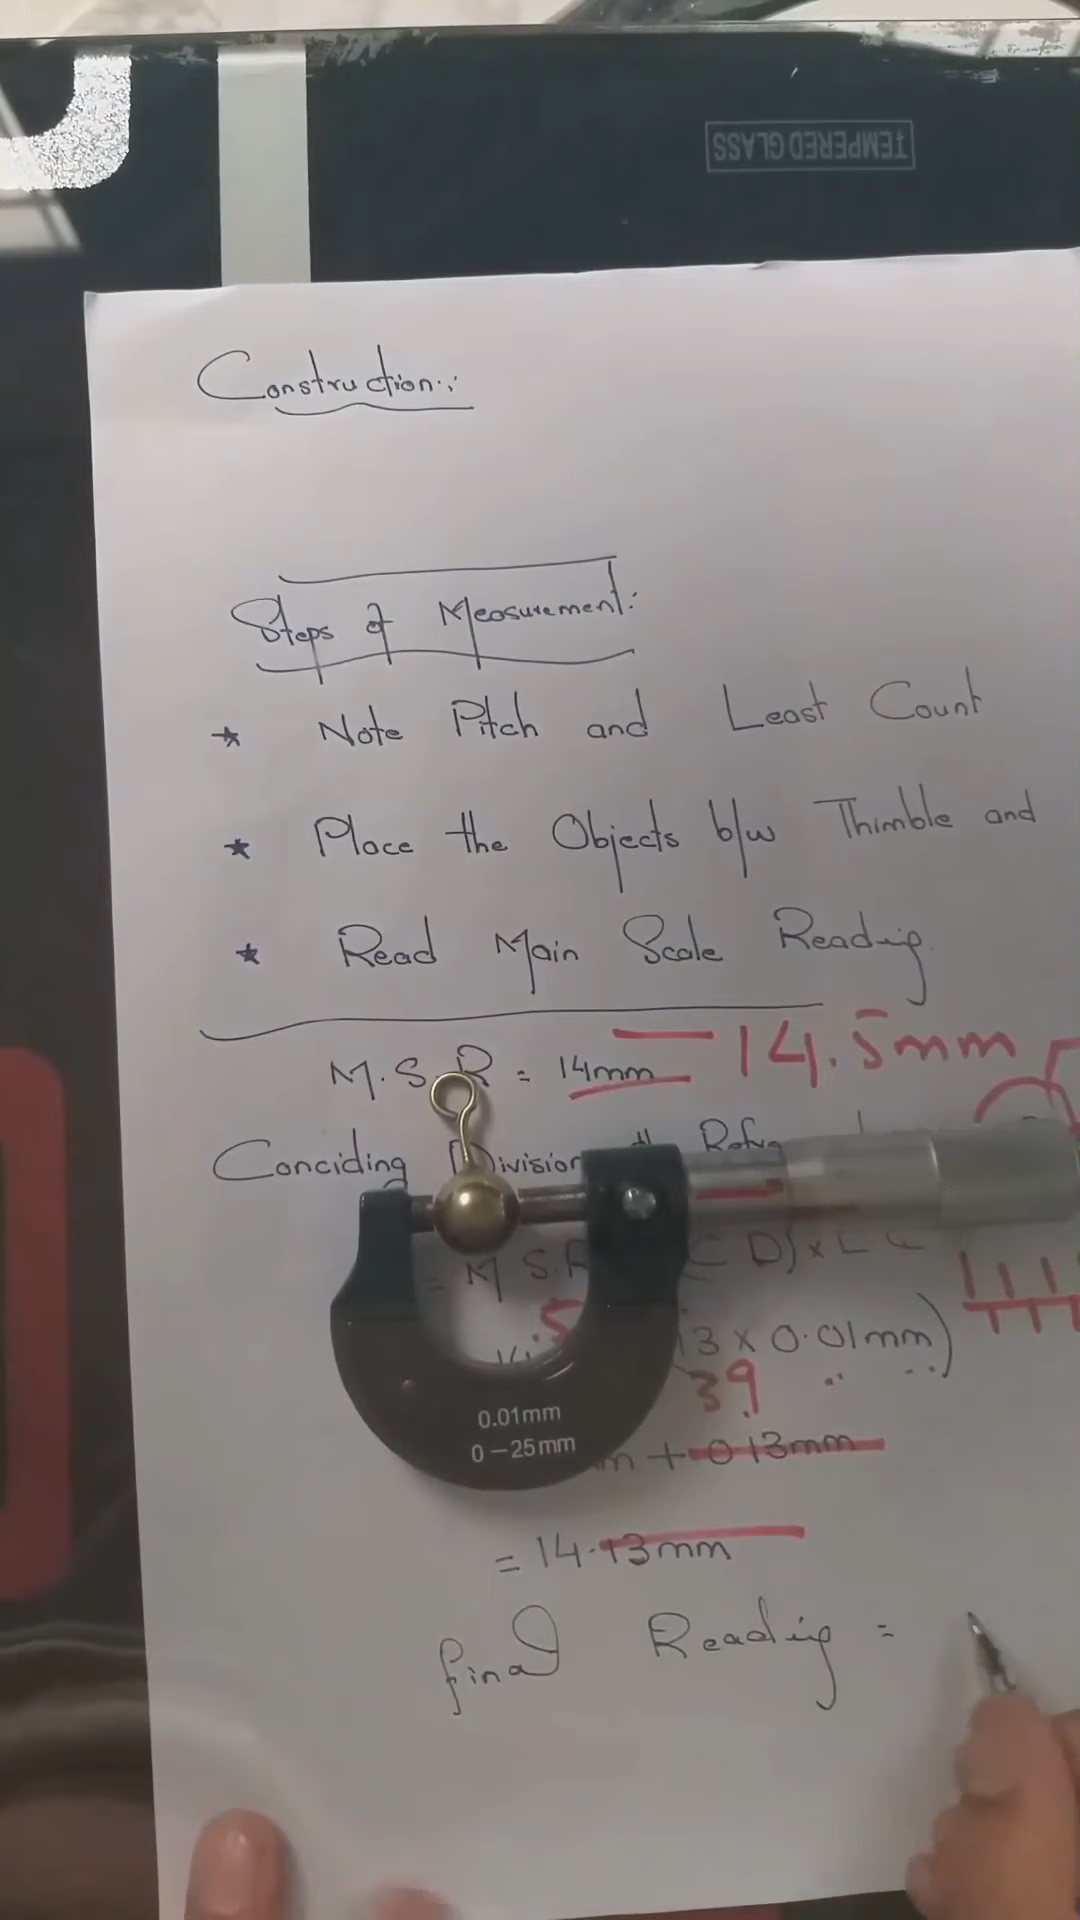 TEMPERED GLASS
Construction:
Steps of Measurement:
* Note Pitch and Least Count
* Place the Objects b/w Thimble and
* Read Main Scale Reading
M.S.R = 14mm 14.5mm
Conciding Division
= M.S.R D) x L C
.5 13 x 0.01mm)
39
0.01mm
0-25mm
m + 0.13mm
= 14.13mm
final Reading =